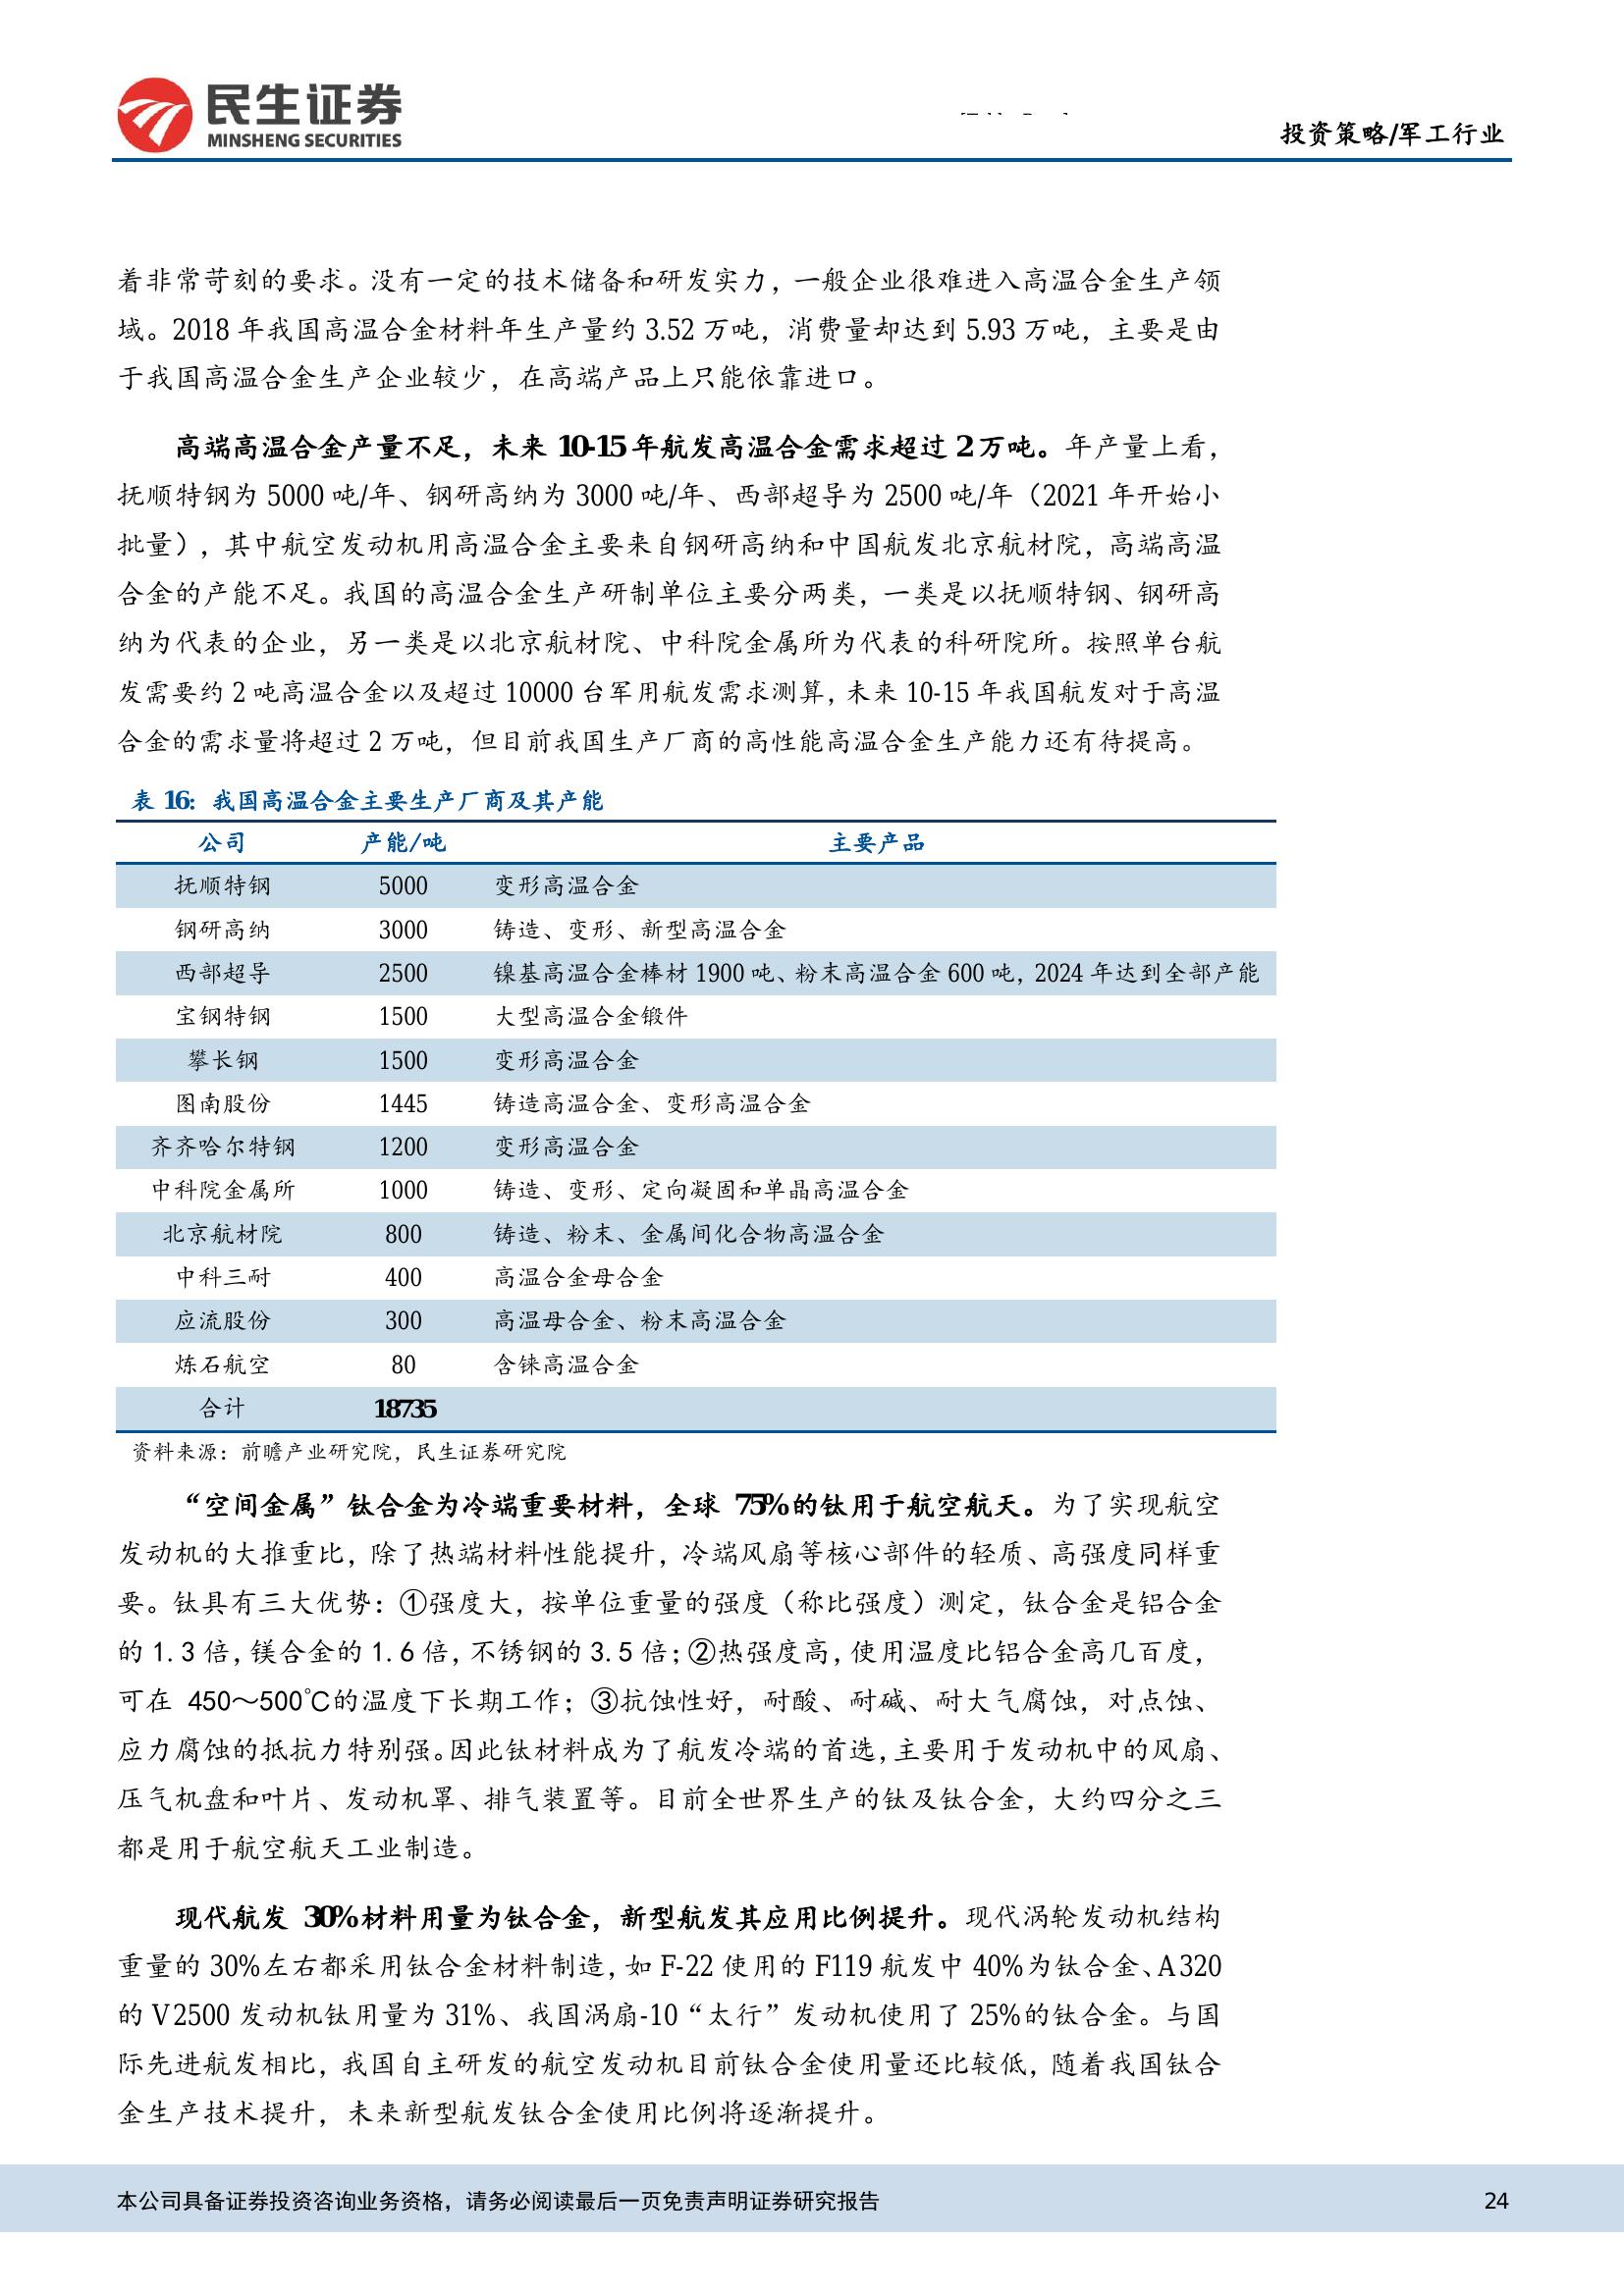 民生证券
MINSHENG SECURITIES
投资策略/军工行业
着非常苛刻的要求。没有一定的技术储备和研发实力，一般企业很难进入高温合金生产领
域。2018 年我国高温合金材料年生产量约 3.52 万吨，消费量却达到 5.93 万吨，主要是由
于我国高温合金生产企业较少，在高端产品上只能依靠进口。
高端高温合金产量不足，未来 10-15 年航发高温合金需求超过 2 万吨。年产量上看，
抚顺特钢为 5000 吨/年、钢研高纳为 3000 吨/年、西部超导为 2500 吨/年（2021 年开始小
批量），其中航空发动机用高温合金主要来自钢研高纳和中国航发北京航材院，高端高温
合金的产能不足。我国的高温合金生产研制单位主要分两类，一类是以抚顺特钢、钢研高
纳为代表的企业，另一类是以北京航材院、中科院金属所为代表的科研院所。按照单台航
发需要约 2 吨高温合金以及超过 10000 台军用航发需求测算，未来 10-15 年我国航发对于高温
合金的需求量将超过 2 万吨，但目前我国生产厂商的高性能高温合金生产能力还有待提高。
表 16：我国高温合金主要生产厂商及其产能
公司 产能/吨 主要产品
抚顺特钢 5000 变形高温合金
钢研高纳 3000 铸造、变形、新型高温合金
西部超导 2500 镍基高温合金棒材 1900 吨、粉末高温合金 600 吨，2024 年达到全部产能
宝钢特钢 1500 大型高温合金锻件
攀长钢 1500 变形高温合金
图南股份 1445 铸造高温合金、变形高温合金
齐齐哈尔特钢 1200 变形高温合金
中科院金属所 1000 铸造、变形、定向凝固和单晶高温合金
北京航材院 800 铸造、粉末、金属间化合物高温合金
中科三耐 400 高温合金母合金
应流股份 300 高温母合金、粉末高温合金
炼石航空 80 含铼高温合金
合计 18735
资料来源：前瞻产业研究院，民生证券研究院
“空间金属”钛合金为冷端重要材料，全球 75%的钛用于航空航天。为了实现航空
发动机的大推重比，除了热端材料性能提升，冷端风扇等核心部件的轻质、高强度同样重
要。钛具有三大优势：①强度大，按单位重量的强度（称比强度）测定，钛合金是铝合金
的 1.3 倍，镁合金的 1.6 倍，不锈钢的 3.5 倍；②热强度高，使用温度比铝合金高几百度，
可在 450～500℃的温度下长期工作；③抗蚀性好，耐酸、耐碱、耐大气腐蚀，对点蚀、
应力腐蚀的抵抗力特别强。因此钛材料成为了航发冷端的首选，主要用于发动机中的风扇、
压气机盘和叶片、发动机罩、排气装置等。目前全世界生产的钛及钛合金，大约四分之三
都是用于航空航天工业制造。
现代航发 30%材料用量为钛合金，新型航发其应用比例提升。现代涡轮发动机结构
重量的 30%左右都采用钛合金材料制造，如 F-22 使用的 F119 航发中 40%为钛合金、A320
的 V2500 发动机钛用量为 31%、我国涡扇-10“太行”发动机使用了 25%的钛合金。与国
际先进航发相比，我国自主研发的航空发动机目前钛合金使用量还比较低，随着我国钛合
金生产技术提升，未来新型航发钛合金使用比例将逐渐提升。
本公司具备证券投资咨询业务资格，请务必阅读最后一页免责声明证券研究报告 24